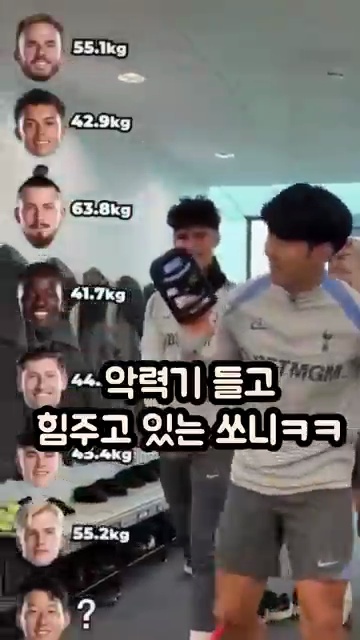 55.1kg
42.9kg
63.8kg
41.7kg
44.
악력기 들고
힘주고 있는 쏘니ㅋㅋ
43.4kg
55.2kg
?